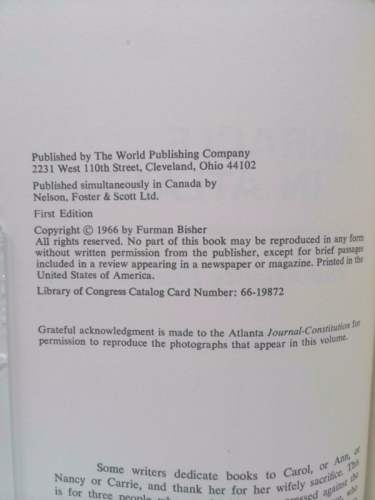 Published by The World Publishing Company
2231 West 110th Street, Cleveland, Ohio 44102
Published simultaneously in Canada by
Nelson, Foster & Scott Ltd.
First Edition
Copyright © 1966 by Furman Bisher
All rights reserved. No part of this book may be reproduced in any form
without written permission from the publisher, except for brief passages
included in a review appearing in a newspaper or magazine. Printed in the
United States of America.
Library of Congress Catalog Card Number: 66-19872
Grateful acknowledgment is made to the Atlanta Journal-Constitution for
permission to reproduce the photographs that appear in this volume.
Some writers dedicate books to Carol, or Ann, or
Nancy or Carrie, and thank her for her wifely sacrifice. This
is for three people who against the